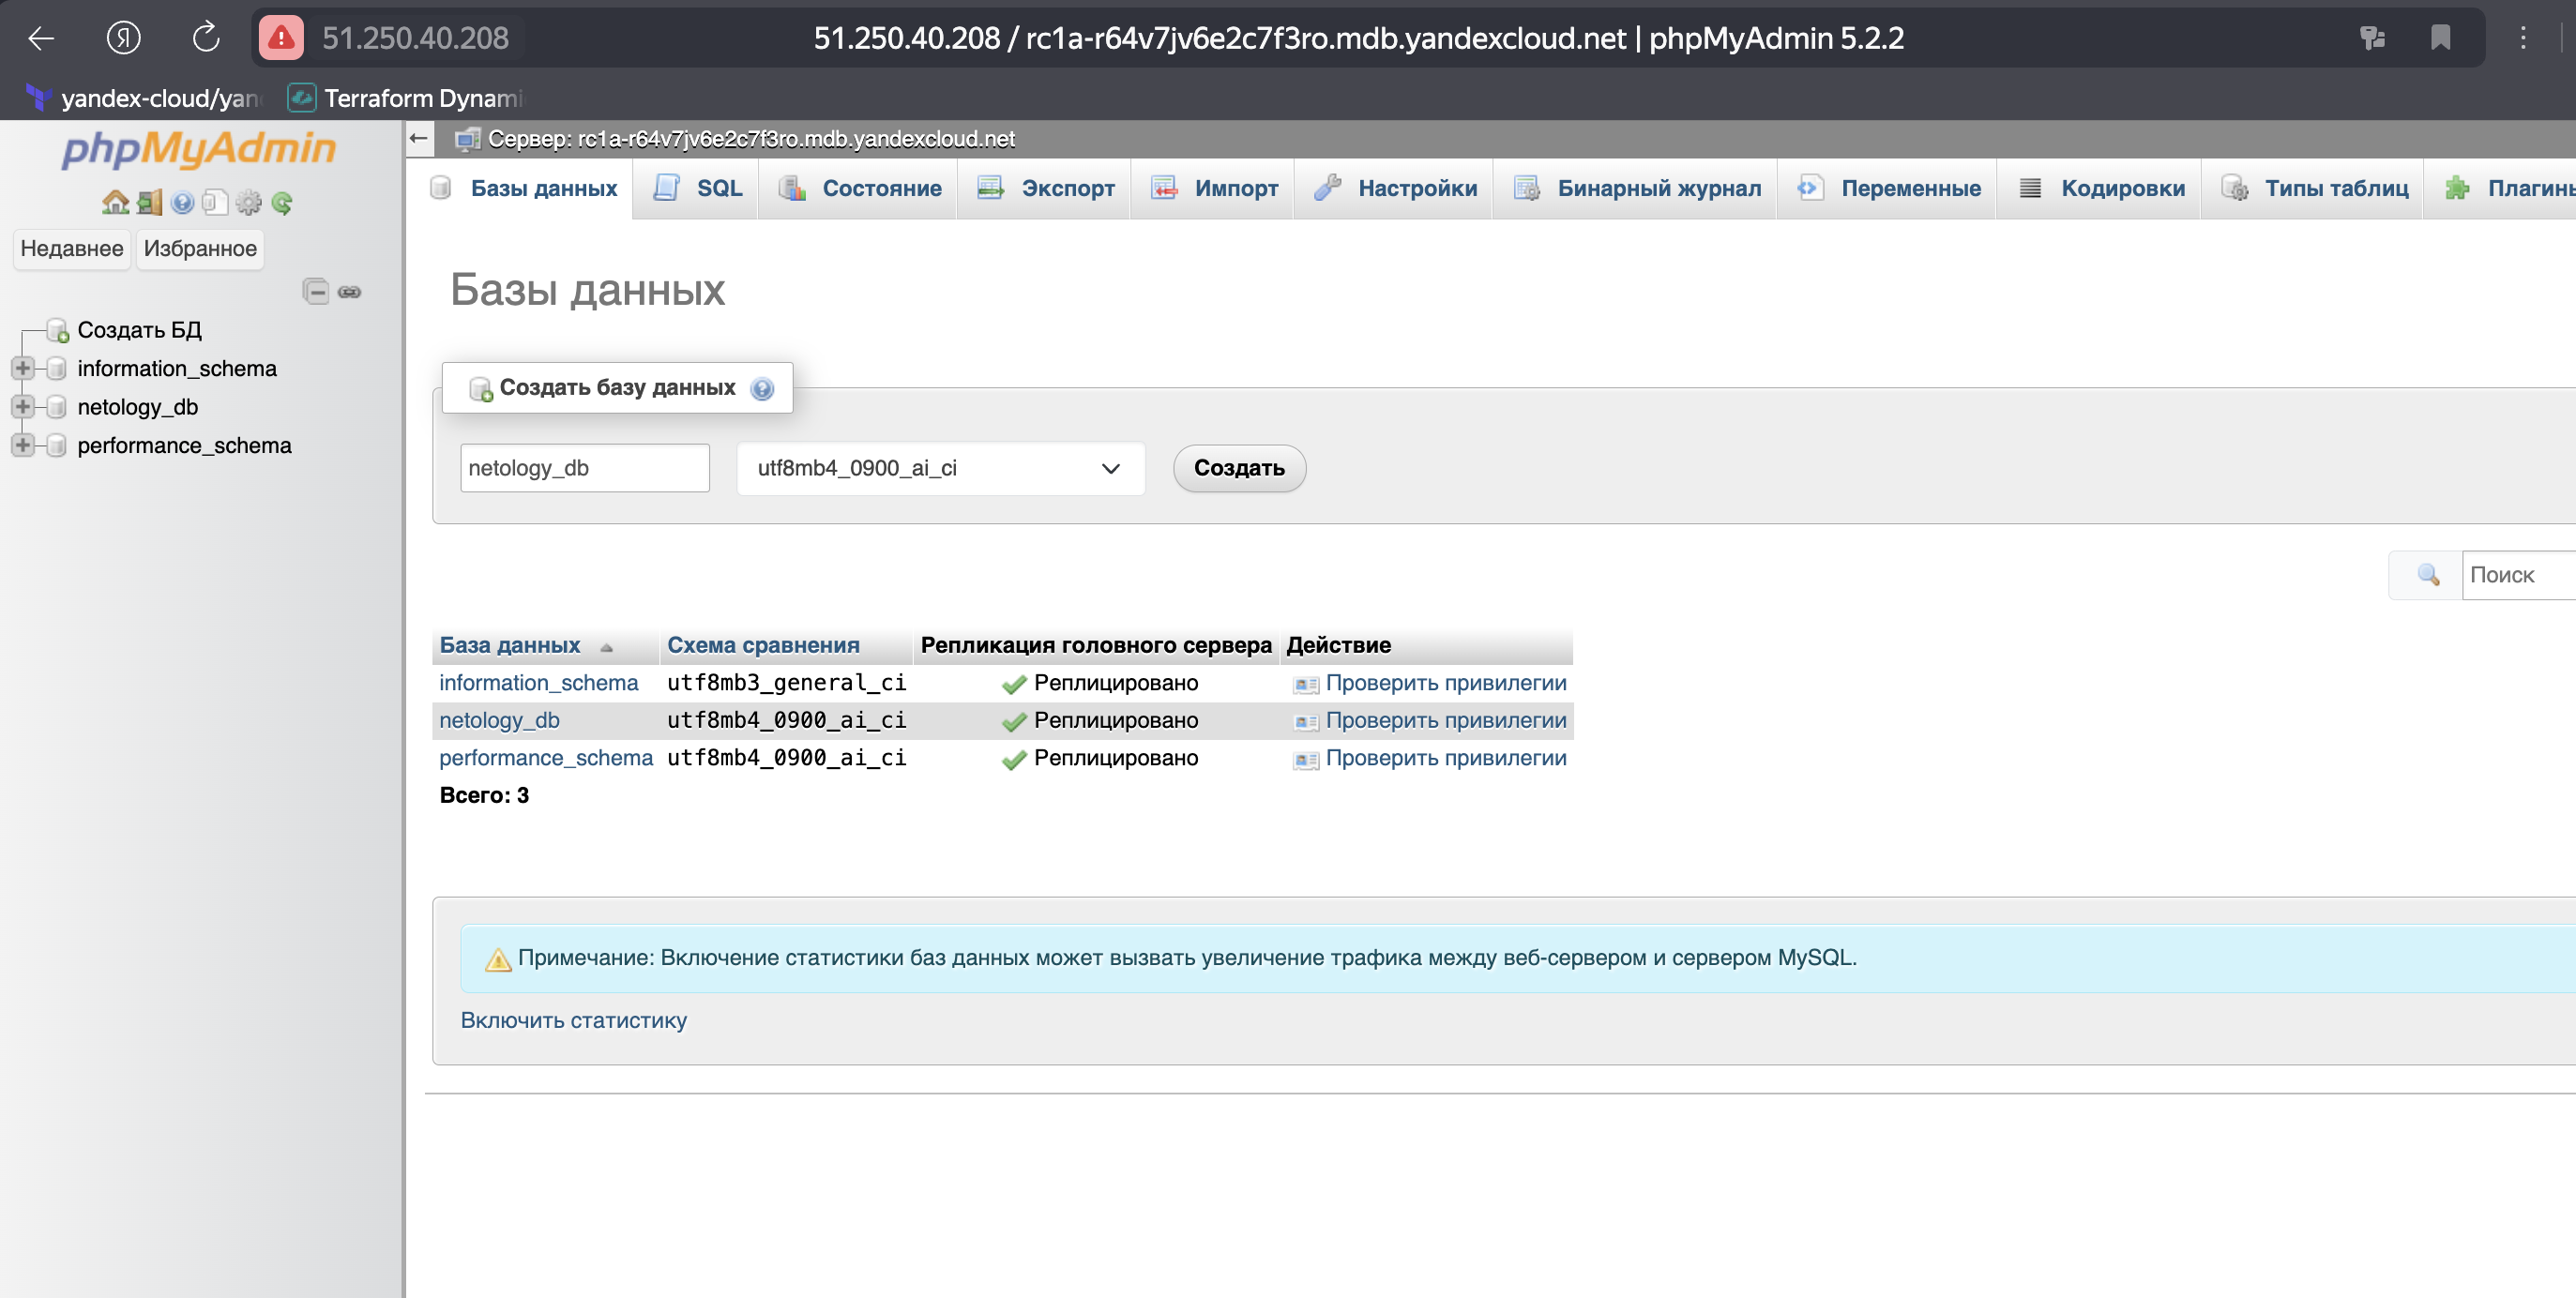 51.250.40.208
51.250.40.208 / rc1a-r64v7jv6e2c7f3ro.mdb.yandexcloud.net | phpMyAdmin 5.2.2
yandex-cloud/yan
Terraform Dynami
phpMyAdmin
Недавнее
Избранное
Создать БД
information_schema
netology_db
performance_schema
Сервер: rc1a-r64v7jv6e2c7f3ro.mdb.yandexcloud.net
Базы данных
SQL
Состояние
Экспорт
Импорт
Настройки
Бинарный журнал
Переменные
Кодировки
Типы таблиц
Плагины
Базы данных
Создать базу данных
netology_db
utf8mb4_0900_ai_ci
Создать
Поиск
База данных Схема сравнения Репликация головного сервера Действие
information_schema utf8mb3_general_ci Реплицировано Проверить привилегии
netology_db utf8mb4_0900_ai_ci Реплицировано Проверить привилегии
performance_schema utf8mb4_0900_ai_ci Реплицировано Проверить привилегии
Всего: 3
Примечание: Включение статистики баз данных может вызвать увеличение трафика между веб-сервером и сервером MySQL.
Включить статистику